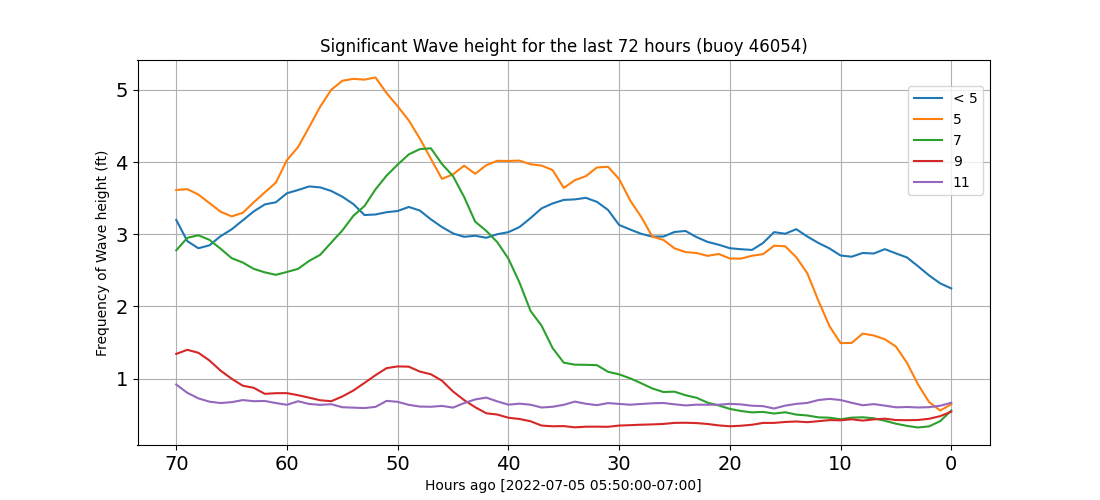 Significant Wave height for the last 72 hours (buoy 46054)
Frequency of Wave height (ft)
5
4
3
2
1
< 5
5
7
9
11
70 60 50 40 30 20 10 0
Hours ago [2022-07-05 05:50:00-07:00]